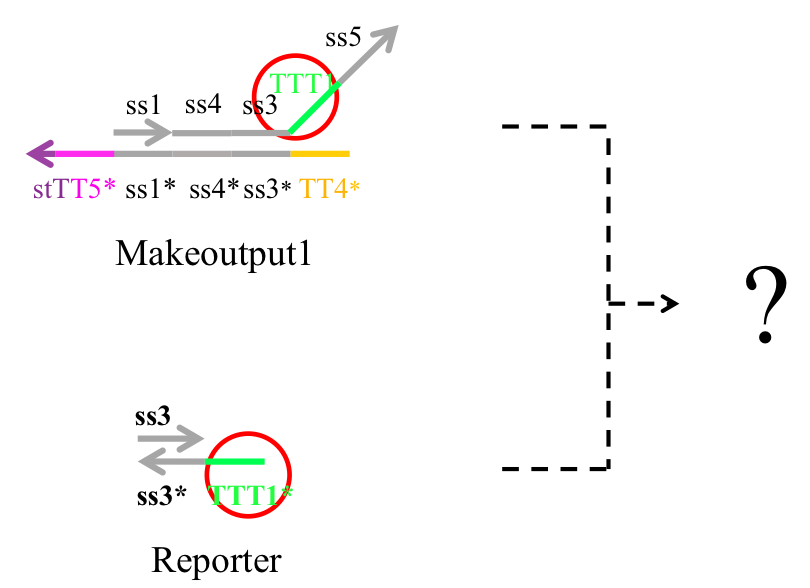 ss5
TTT1
ss1 ss4 ss3
stTT5* ss1* ss4* ss3* TT4*
Makeoutput1
?
ss3
ss3* TTT1*
Reporter